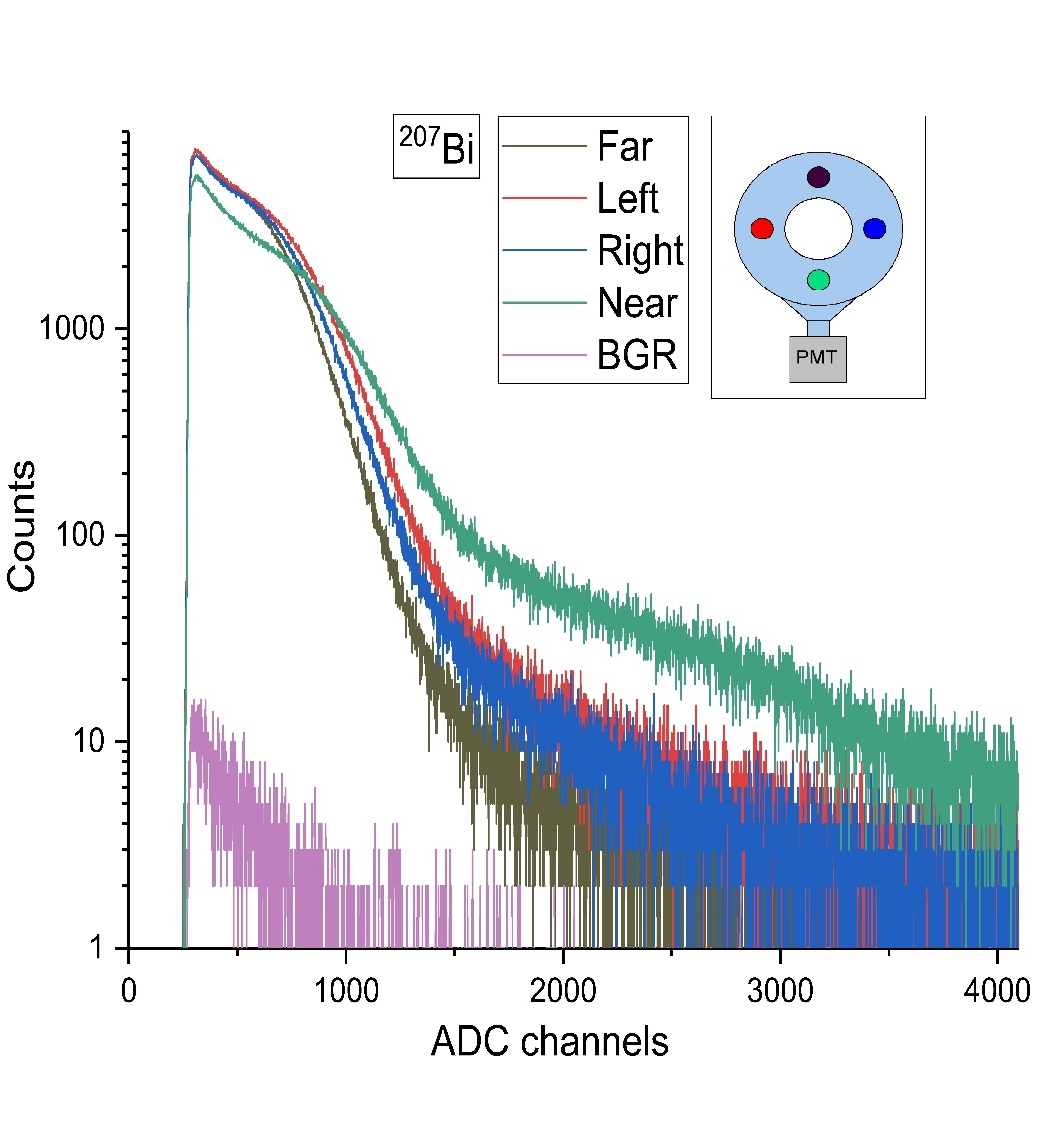 ²⁰⁷Bi
Far
Left
Right
Near
BGR
PMT
Counts
1000
100
10
1
0 1000 2000 3000 4000
ADC channels